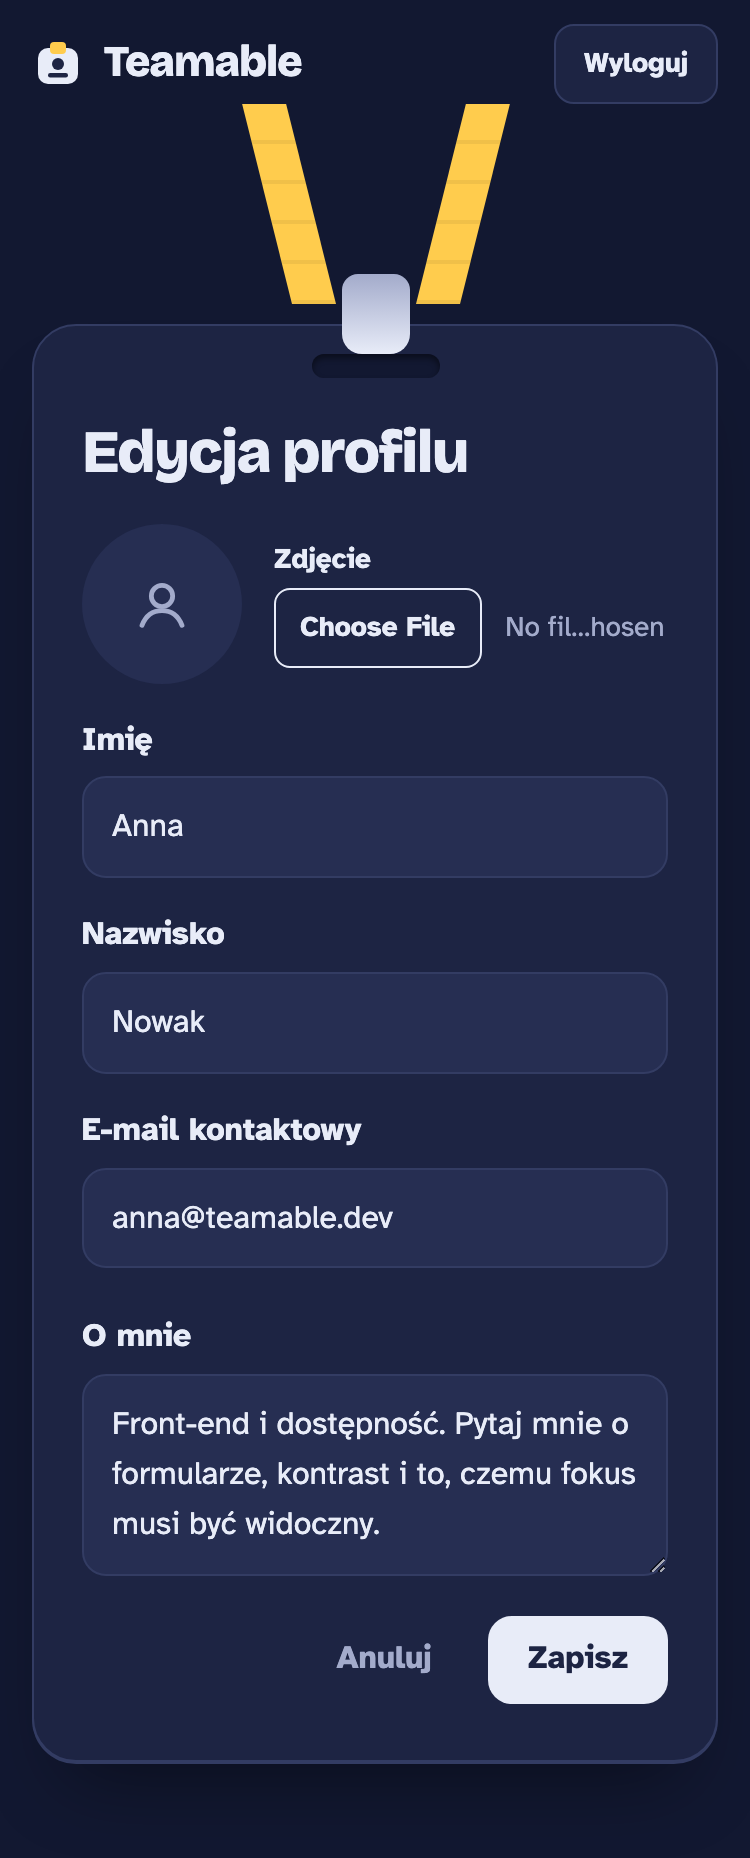 Teamable
Wyloguj
Edycja profilu
Zdjęcie
Choose File
No fil...hosen
Imię
Anna
Nazwisko
Nowak
E-mail kontaktowy
anna@teamable.dev
O mnie
Front-end i dostępność. Pytaj mnie o
formularze, kontrast i to, czemu fokus
musi być widoczny.
Anuluj
Zapisz